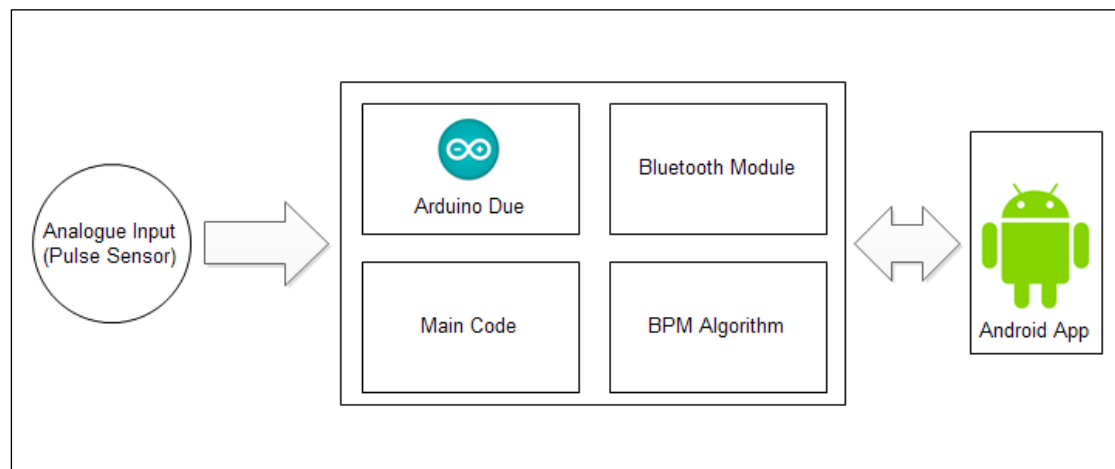 Analogue Input
(Pulse Sensor)
Arduino Due
Bluetooth Module
Main Code
BPM Algorithm
Android App